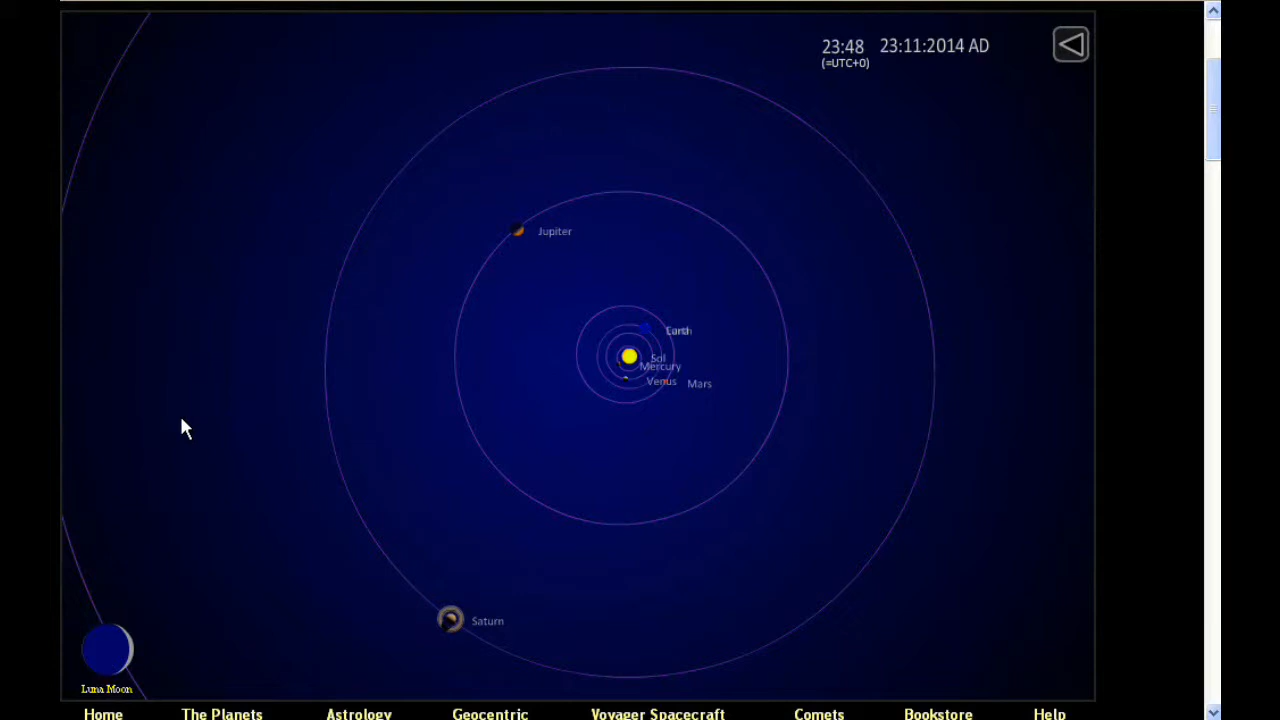 23:48 23:11:2014 AD
(=UTC+0)
Jupiter
Sol
Mercury
Venus
Mars
Saturn
Luna Moon
Home The Planets Astrology Geocentric Voyager Spacecraft Comets Bookstore Help